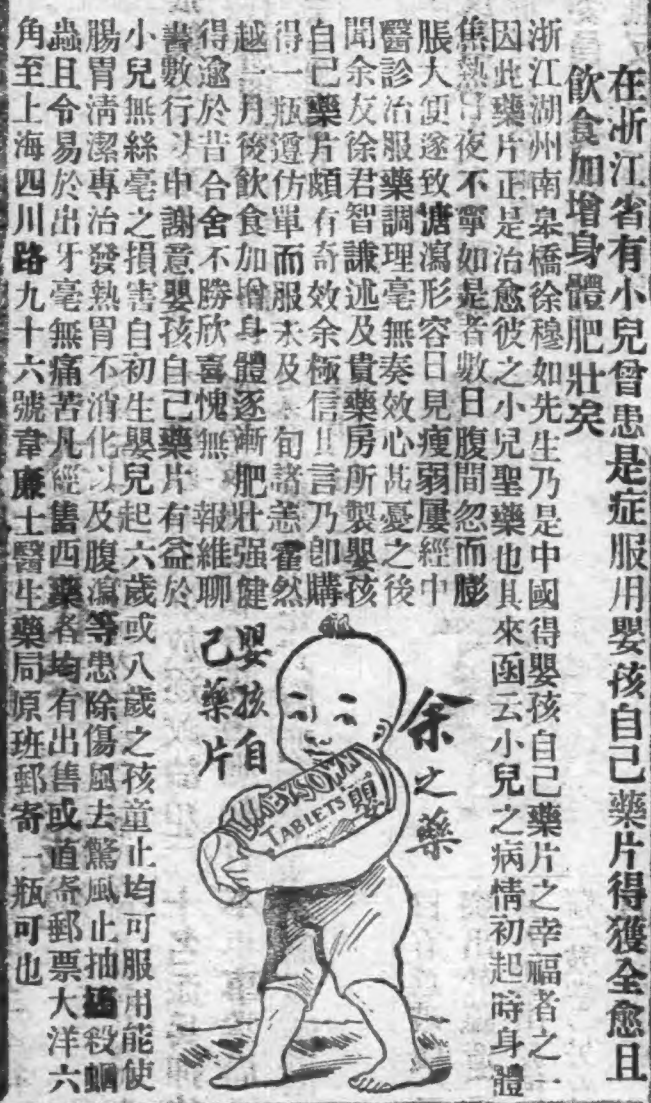 在浙江省有小兒曾患是症服用嬰孩自己藥片得獲全愈且
飲食加增身體肥壯矣
浙江湖州南皋橋徐穆如先生乃是中國得嬰孩自己藥片之幸福者之一
因此藥片正是治愈彼之小兒聖藥也其來函云小兒之病情初起時身體
焦熱日夜不寧如是者數日腹間忽而膨
脹大便遂致溏瀉形容日見瘦弱屢經中
醫診治服藥調理毫無奏效心甚憂之後
聞余友徐君智謙述及貴藥房所製嬰孩
自己藥片頗有奇效余極信其言乃卽購
得一瓶遵仿單而服未及旬諸恙霍然
越一月後飲食加增身體逐漸肥壯强健
得逾於昔合舍不勝欣喜愧無報維聊
書數行以申謝意嬰孩自己藥片有益於
小兒無絲毫之損害自初生嬰兒起六歲或八歲之孩童止均可服用能使
腸胃清潔專治發熱胃不消化以及腹瀉等患除傷風去驚風止抽搐殺蛔
蟲且令易於出牙毫無痛苦凡經售西藥者均有出售或直寄郵票大洋六
角至上海四川路九十六號韋廉士醫生藥局原班郵寄一瓶可也
余之藥
BABY'S OWN
TABLETS
嬰孩自
己藥片